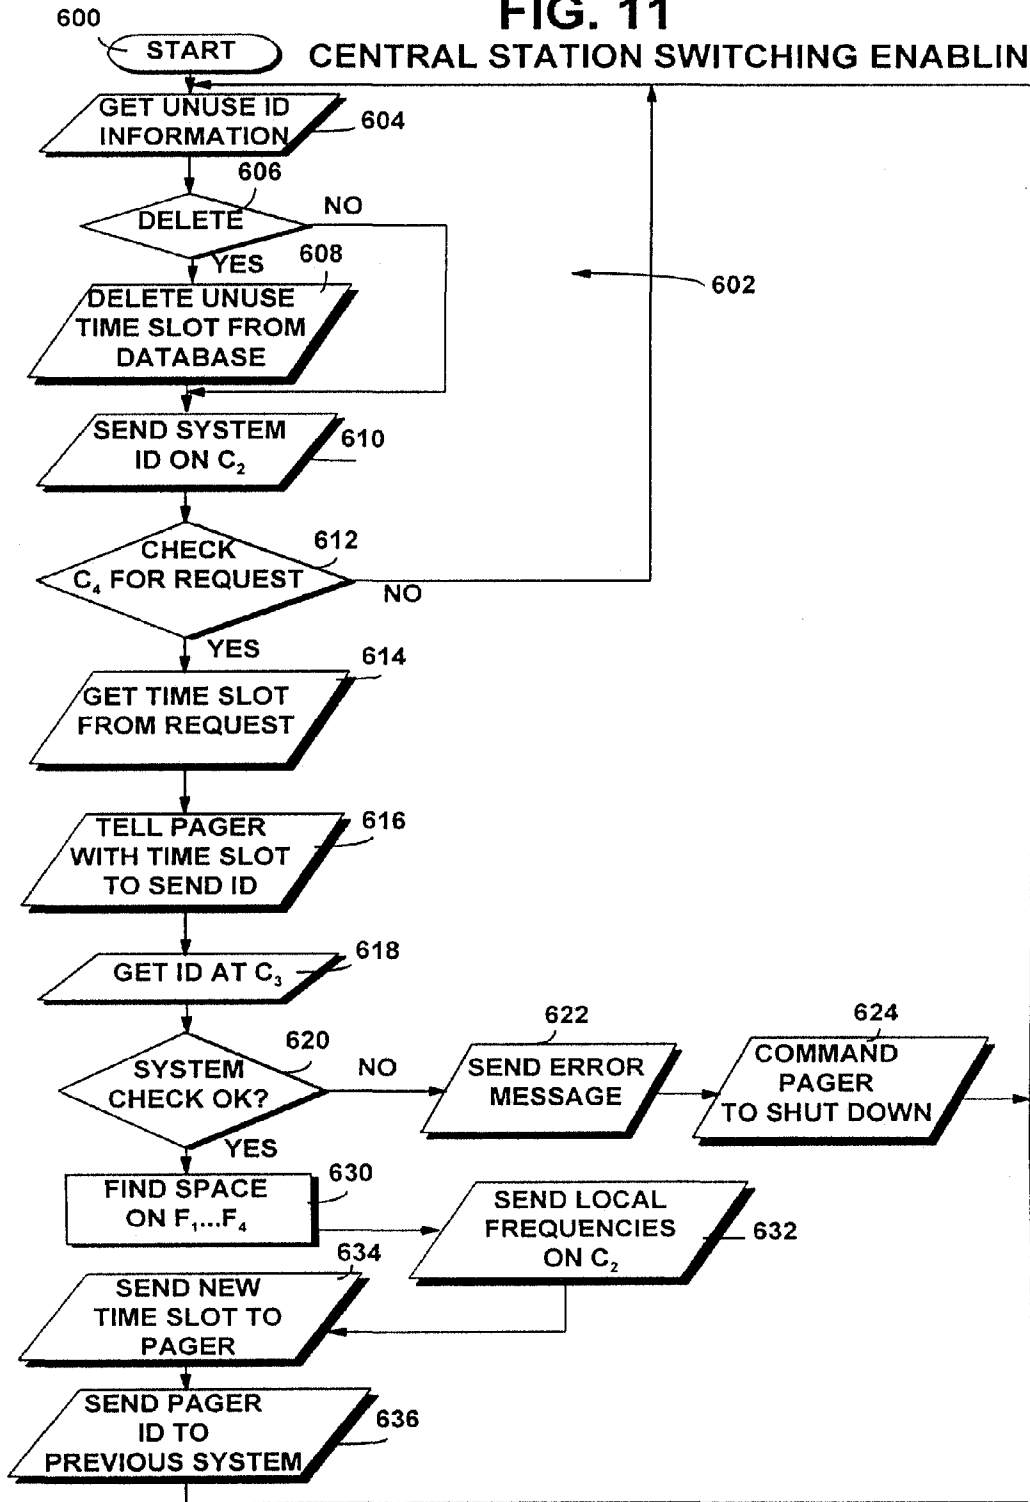 FIG. 11
CENTRAL STATION SWITCHING ENABLIN
600
START
GET UNUSE ID
INFORMATION
604
606
DELETE
NO
YES
608
602
DELETE UNUSE
TIME SLOT FROM
DATABASE
SEND SYSTEM
ID ON C₂
610
CHECK
C₄ FOR REQUEST
612
NO
YES
614
GET TIME SLOT
FROM REQUEST
TELL PAGER
WITH TIME SLOT
TO SEND ID
616
GET ID AT C₃
618
SYSTEM
CHECK OK?
620
NO
YES
622
SEND ERROR
MESSAGE
624
COMMAND
PAGER
TO SHUT DOWN
FIND SPACE
ON F₁...F₄
630
SEND LOCAL
FREQUENCIES
ON C₂
632
634
SEND NEW
TIME SLOT TO
PAGER
SEND PAGER
ID TO
PREVIOUS SYSTEM
636